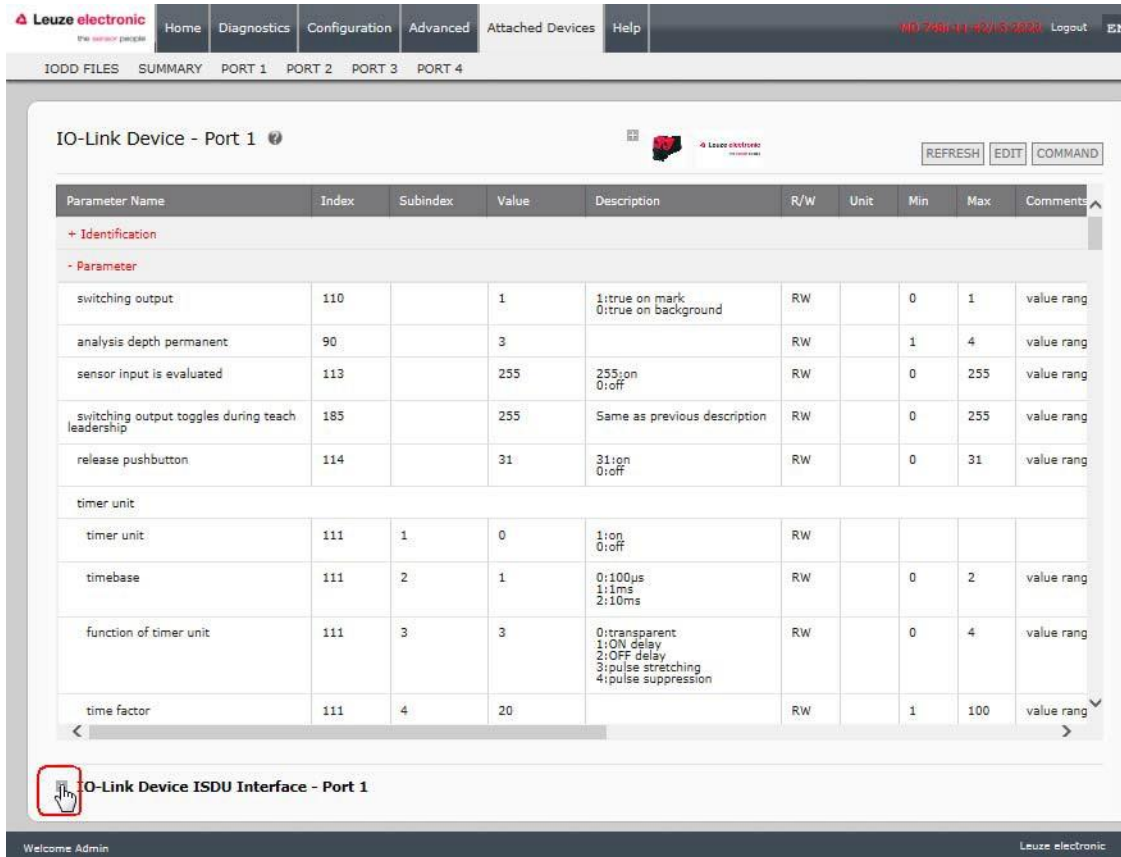 Leuze electronic
the sensor people
Home Diagnostics Configuration Advanced Attached Devices Help
Logout EN
IODD FILES SUMMARY PORT 1 PORT 2 PORT 3 PORT 4
IO-Link Device - Port 1
Leuze electronic
REFRESH EDIT COMMAND
Parameter Name Index Subindex Value Description R/W Unit Min Max Comments
+ Identification
- Parameter
switching output 110 1 1:true on mark RW 0 1 value rang
0:true on background
analysis depth permanent 90 3 RW 1 4 value rang
sensor input is evaluated 113 255 255:on RW 0 255 value rang
0:off
switching output toggles during teach 185 255 Same as previous description RW 0 255 value rang
leadership
release pushbutton 114 31 31:on RW 0 31 value rang
0:off
timer unit
timer unit 111 1 0 1:on RW
0:off
timebase 111 2 1 0:100µs RW 0 2 value rang
1:1ms
2:10ms
function of timer unit 111 3 3 0:transparent RW 0 4 value rang
1:ON delay
2:OFF delay
3:pulse stretching
4:pulse suppression
time factor 111 4 20 RW 1 100 value rang
IO-Link Device ISDU Interface - Port 1
Welcome Admin Leuze electronic